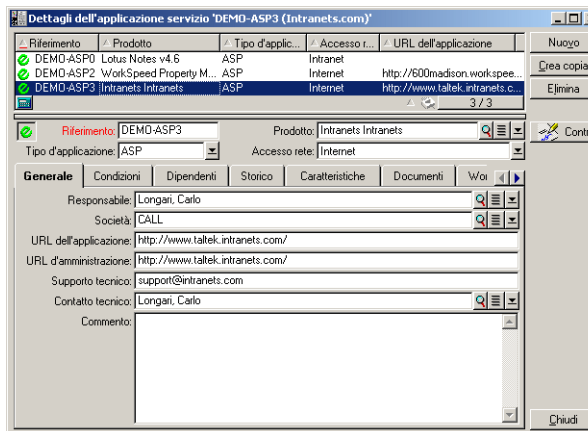 Dettagli dell'applicazione servizio 'DEMO-ASP3 (Intranets.com)'
Riferimento Prodotto Tipo d'applic... Accesso r... URL dell'applicazione
DEMO-ASP0 Lotus Notes v4.6 ASP Intranet
DEMO-ASP2 WorkSpeed Property M... ASP Internet http://600madison.workspee...
DEMO-ASP3 Intranets Intranets ASP Internet http://www.taltek.intranets.c...
3 / 3
Nuovo
Crea copia
Elimina
Riferimento: DEMO-ASP3 Prodotto: Intranets Intranets
Contr
Tipo d'applicazione: ASP Accesso rete: Internet
Generale Condizioni Dipendenti Storico Caratteristiche Documenti Wor
Responsabile: Longari, Carlo
Società: CALL
URL dell'applicazione: http://www.taltek.intranets.com/
URL d'amministrazione: http://www.taltek.intranets.com/
Supporto tecnico: support@intranets.com
Contatto tecnico: Longari, Carlo
Commento:
Chiudi